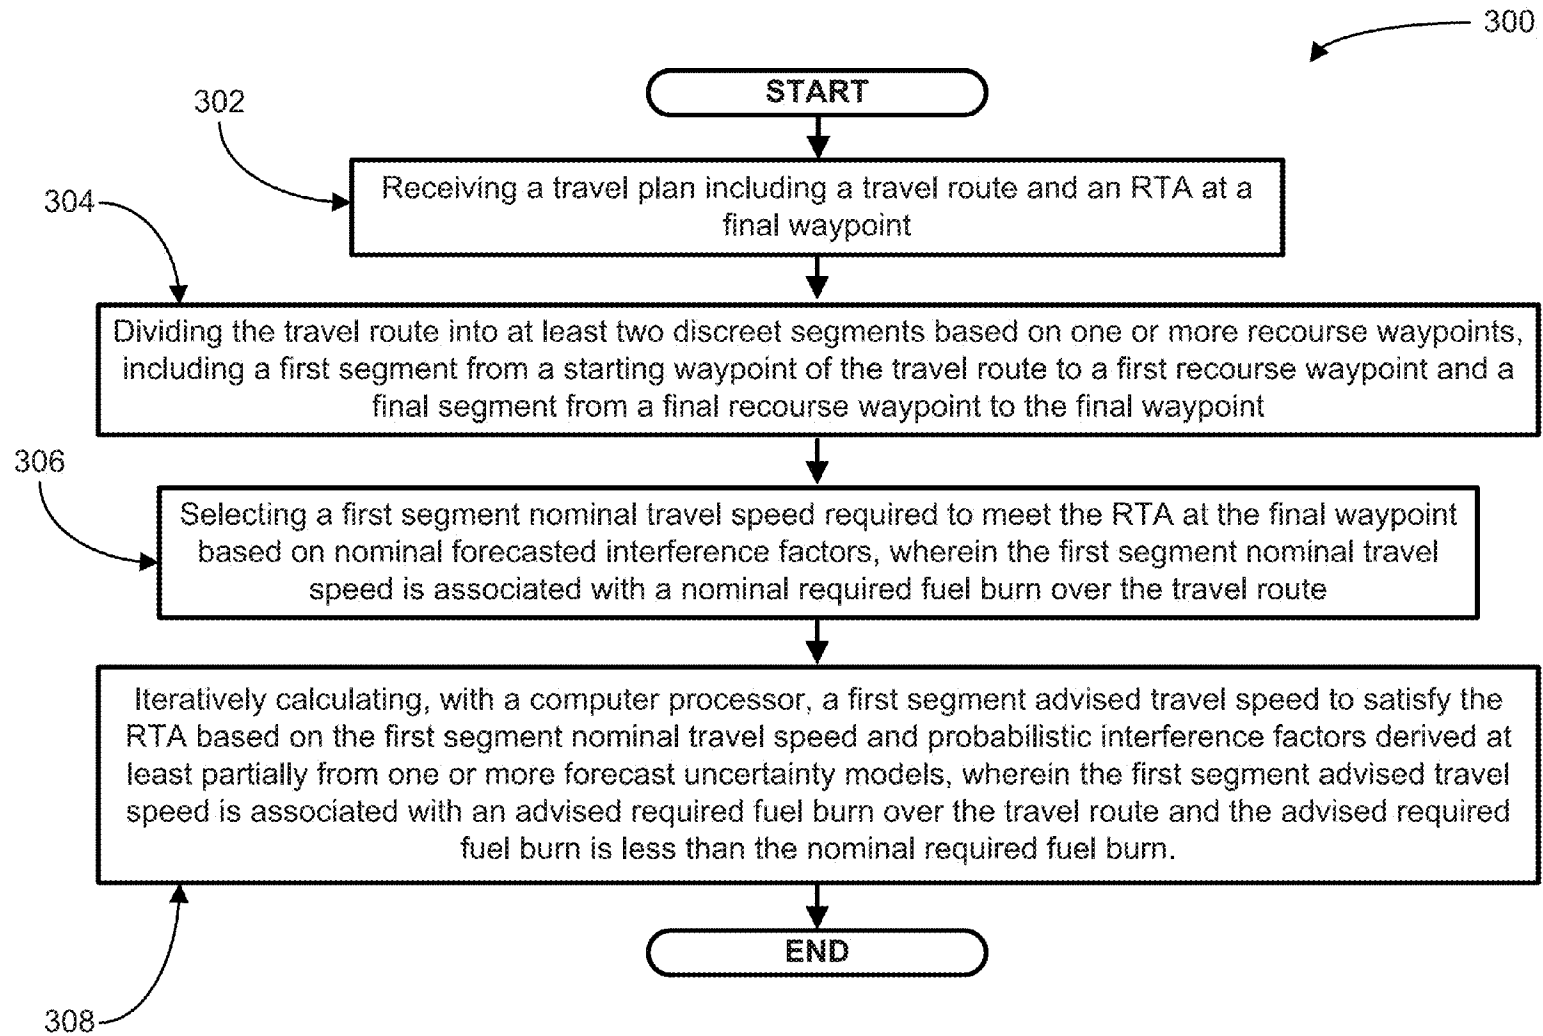 300
START
302
Receiving a travel plan including a travel route and an RTA at a
final waypoint
304
Dividing the travel route into at least two discreet segments based on one or more recourse waypoints,
including a first segment from a starting waypoint of the travel route to a first recourse waypoint and a
final segment from a final recourse waypoint to the final waypoint
306
Selecting a first segment nominal travel speed required to meet the RTA at the final waypoint
based on nominal forecasted interference factors, wherein the first segment nominal travel
speed is associated with a nominal required fuel burn over the travel route
Iteratively calculating, with a computer processor, a first segment advised travel speed to satisfy the
RTA based on the first segment nominal travel speed and probabilistic interference factors derived at
least partially from one or more forecast uncertainty models, wherein the first segment advised travel
speed is associated with an advised required fuel burn over the travel route and the advised required
fuel burn is less than the nominal required fuel burn.
END
308